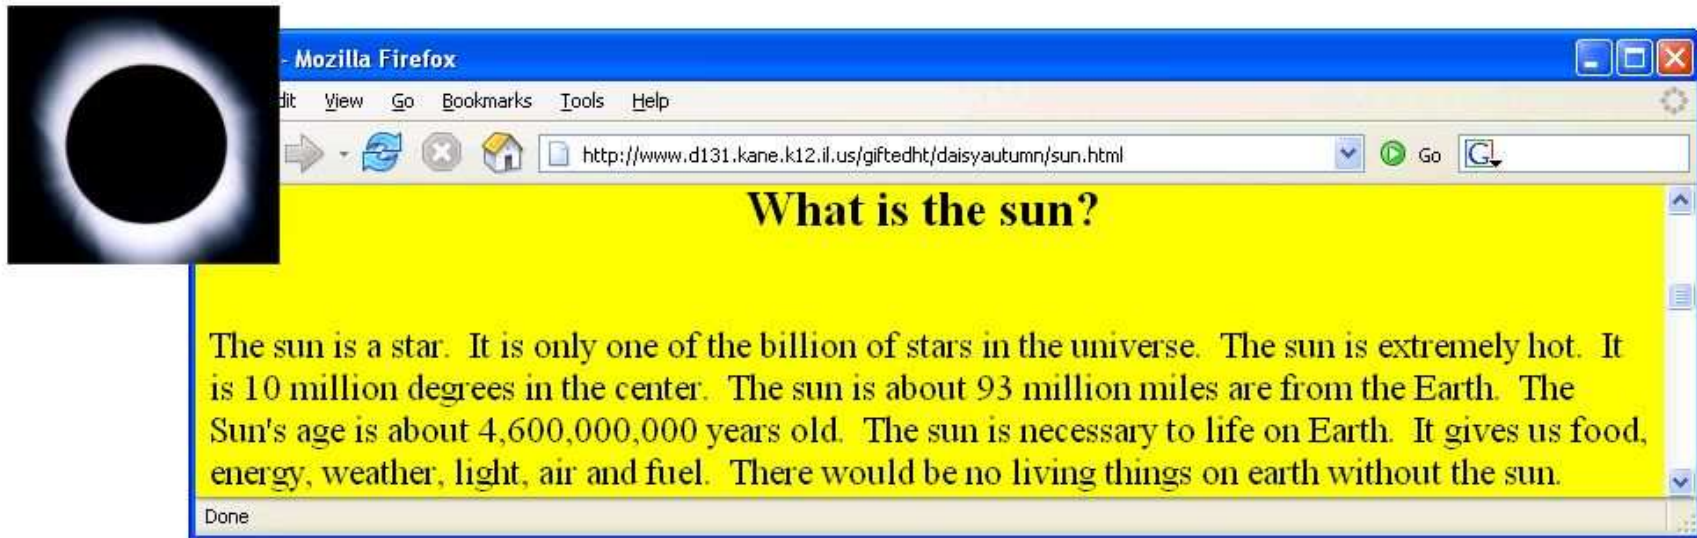 - Mozilla Firefox
dit View Go Bookmarks Tools Help
http://www.d131.kane.k12.il.us/giftedht/daisyautumn/sun.html Go G
What is the sun?
The sun is a star. It is only one of the billion of stars in the universe. The sun is extremely hot. It
is 10 million degrees in the center. The sun is about 93 million miles are from the Earth. The
Sun's age is about 4,600,000,000 years old. The sun is necessary to life on Earth. It gives us food,
energy, weather, light, air and fuel. There would be no living things on earth without the sun.
Done